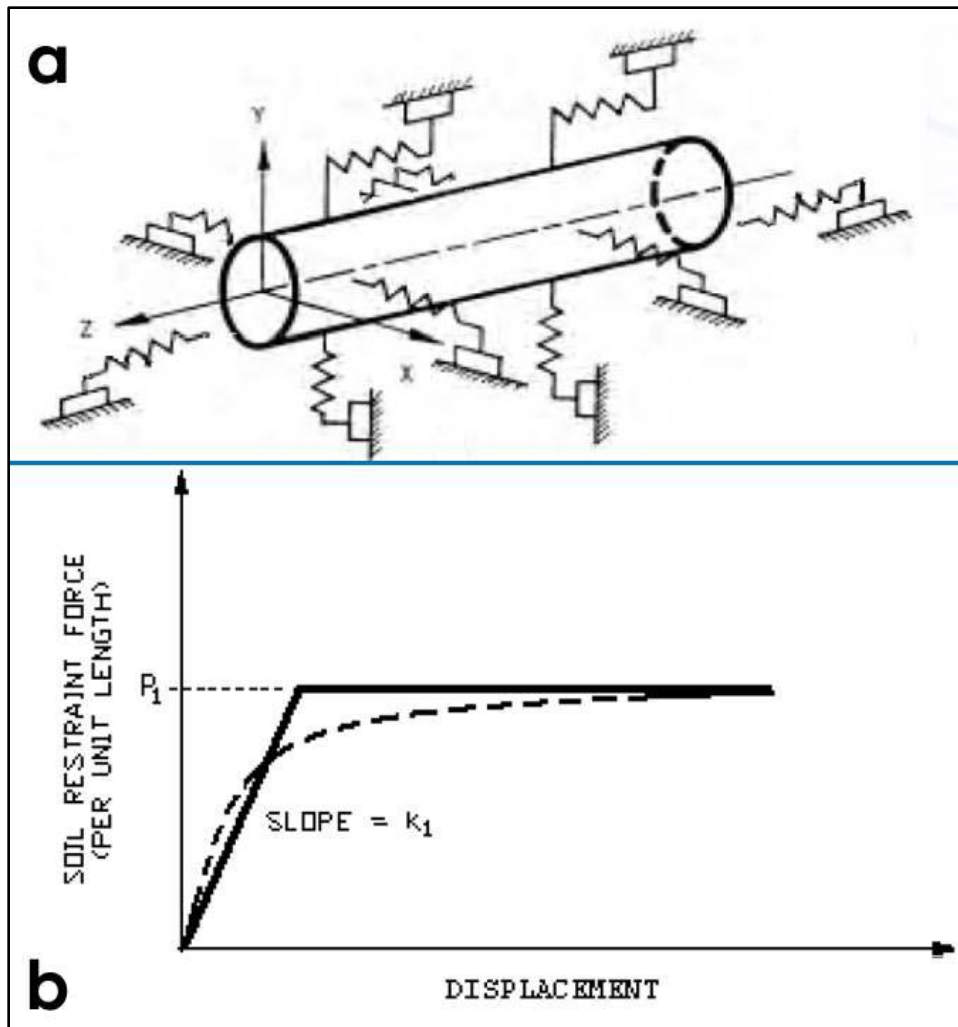 a
Y
Z
X
SOIL RESTRAINT FORCE
(PER UNIT LENGTH)
P1
SLOPE = K1
b
DISPLACEMENT